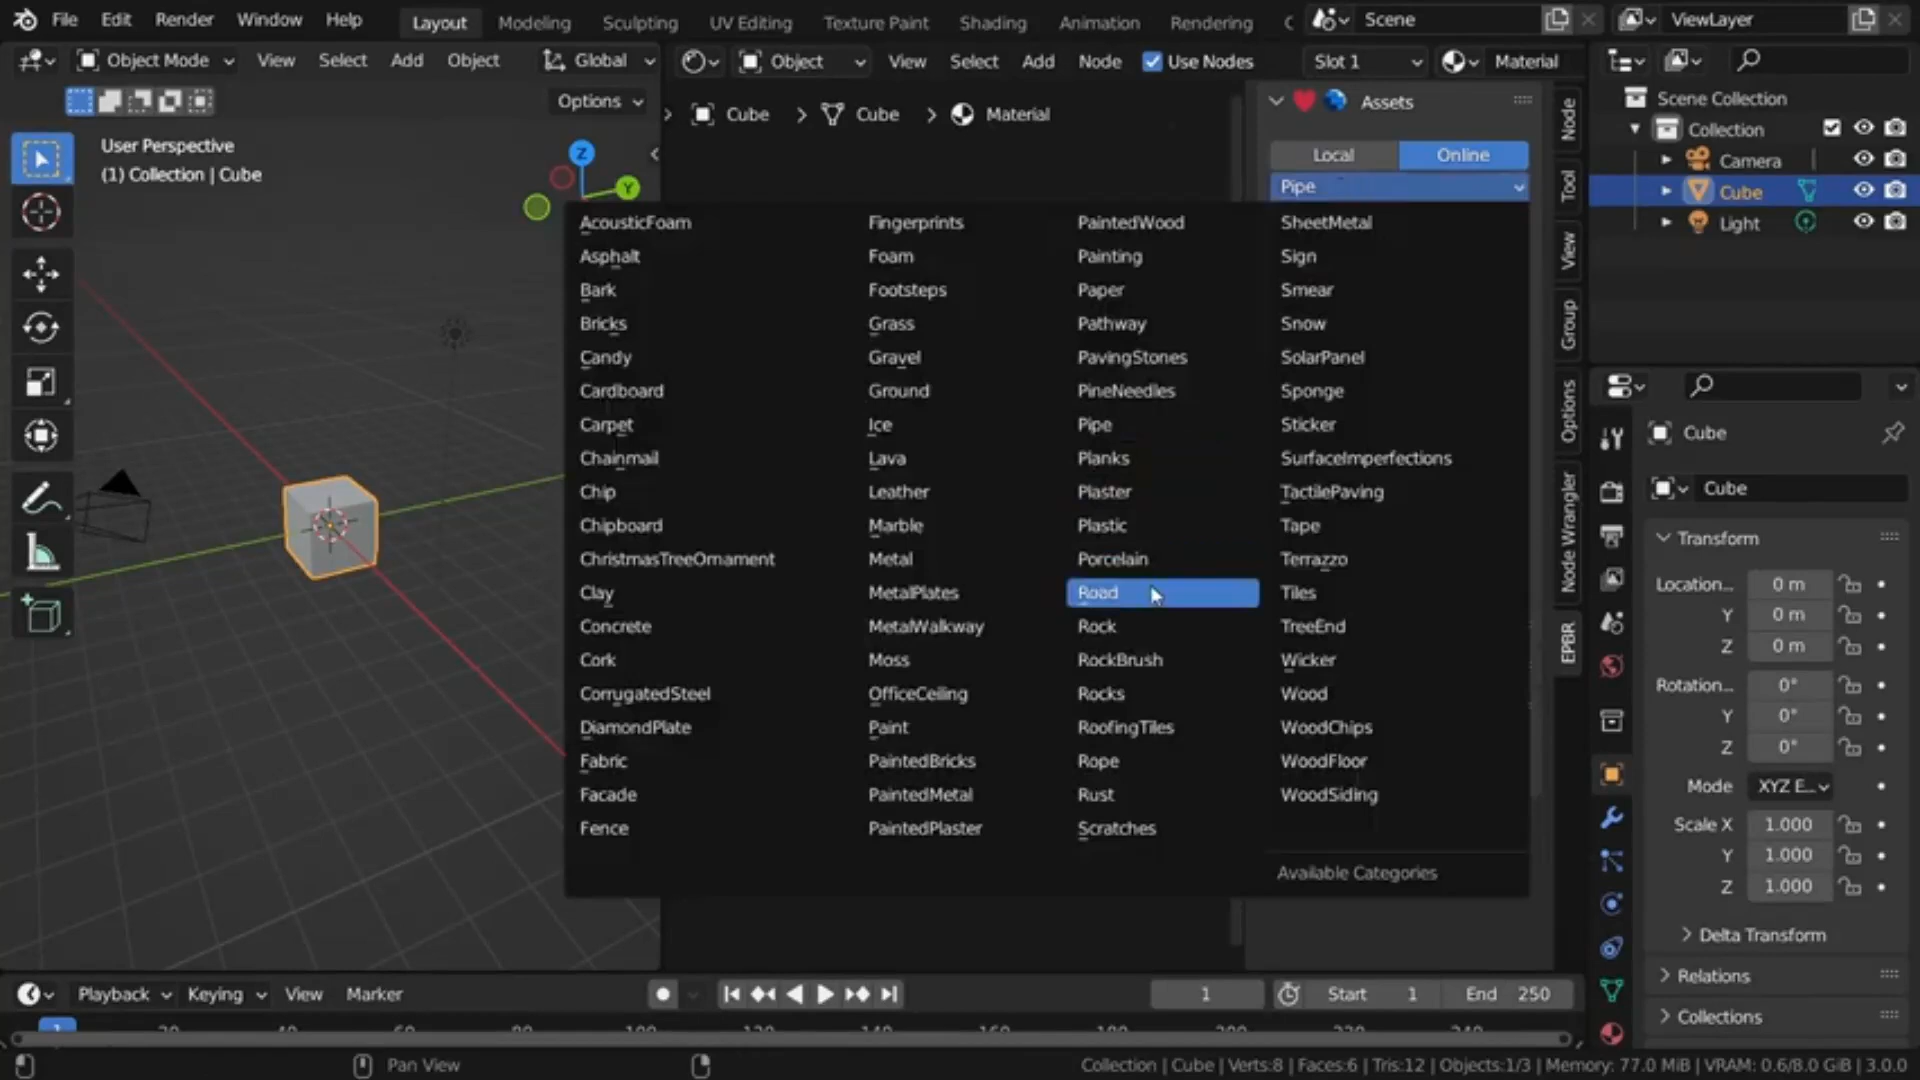 File Edit Render Window Help Layout Modeling Sculpting UV Editing Texture Paint Shading Animation Rendering Scene ViewLayer
Object Mode View Select Add Object Global Object View Select Add Node Use Nodes Slot 1 Material
Options
User Perspective
(1) Collection | Cube
Z
Y
Cube Cube Material
Assets
Local Online
Pipe
AcousticFoam
Asphalt
Bark
Bricks
Candy
Cardboard
Carpet
Chainmail
Chip
Chipboard
ChristmasTreeOrnament
Clay
Concrete
Cork
CorrugatedSteel
DiamondPlate
Fabric
Facade
Fence
Fingerprints
Foam
Footsteps
Grass
Gravel
Ground
Ice
Lava
Leather
Marble
Metal
MetalPlates
MetalWalkway
Moss
OfficeCeiling
Paint
PaintedBricks
PaintedMetal
PaintedPlaster
PaintedWood
Painting
Paper
Pathway
PavingStones
PineNeedles
Pipe
Planks
Plaster
Plastic
Porcelain
Road
Rock
RockBrush
Rocks
RoofingTiles
Rope
Rust
Scratches
SheetMetal
Sign
Smear
Snow
SolarPanel
Sponge
Sticker
SurfaceImperfections
TactilePaving
Tape
Terrazzo
Tiles
TreeEnd
Wicker
Wood
WoodChips
WoodFloor
WoodSiding
Available Categories
Node
Tool
View
Group
Options
Node Wrangler
EPBR
Scene Collection
Collection
Camera
Cube
Light
Cube
Cube
Transform
Location... 0 m
Y 0 m
Z 0 m
Rotation... 0°
Y 0°
Z 0°
Mode XYZ E...
Scale X 1.000
Y 1.000
Z 1.000
Delta Transform
Relations
Collections
Playback Keying View Marker 1 Start 1 End 250
1
Pan View Collection | Cube | Verts:8 | Faces:6 | Tris:12 | Objects:1/3 | Memory: 77.0 MiB | VRAM: 0.6/8.0 GiB | 3.0.0